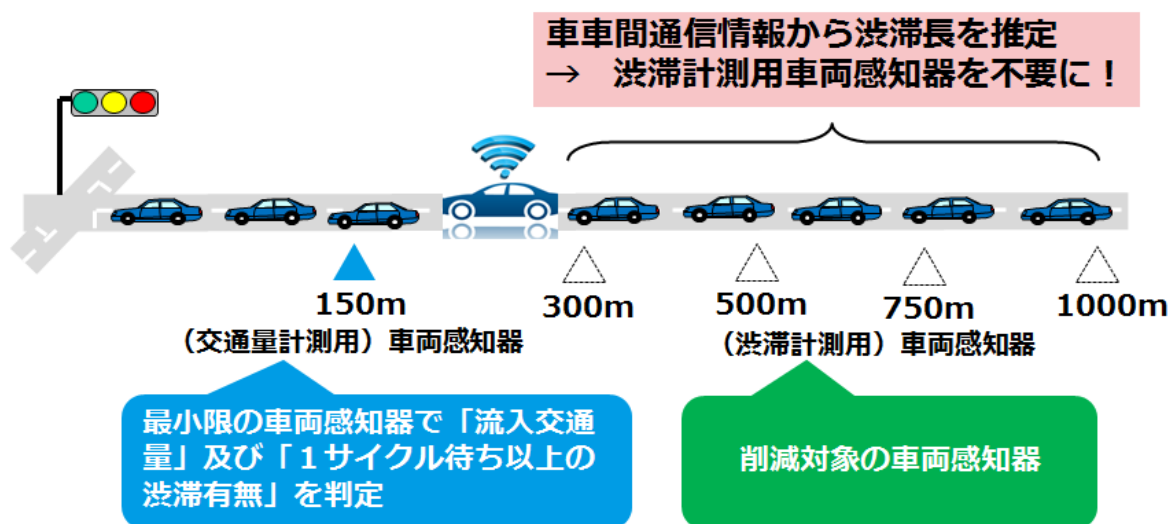 車車間通信情報から渋滞長を推定
→ 渋滞計測用車両感知器を不要に！
150m
300m
500m
750m
1000m
（交通量計測用）車両感知器
（渋滞計測用）車両感知器
最小限の車両感知器で「流入交通
量」及び「１サイクル待ち以上の
渋滞有無」を判定
削減対象の車両感知器